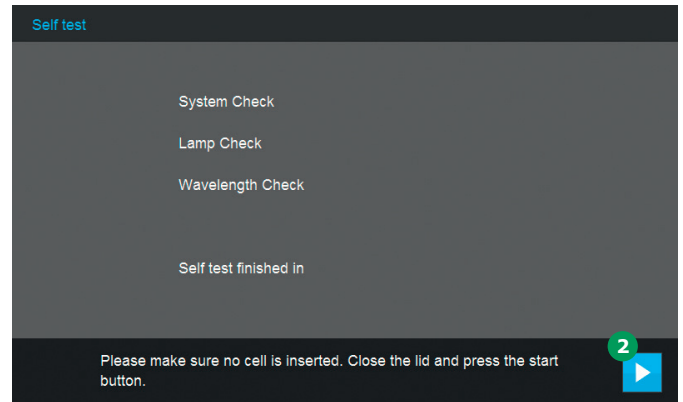 Self test
System Check
Lamp Check
Wavelength Check
Self test finished in
2
Please make sure no cell is inserted. Close the lid and press the start
button.